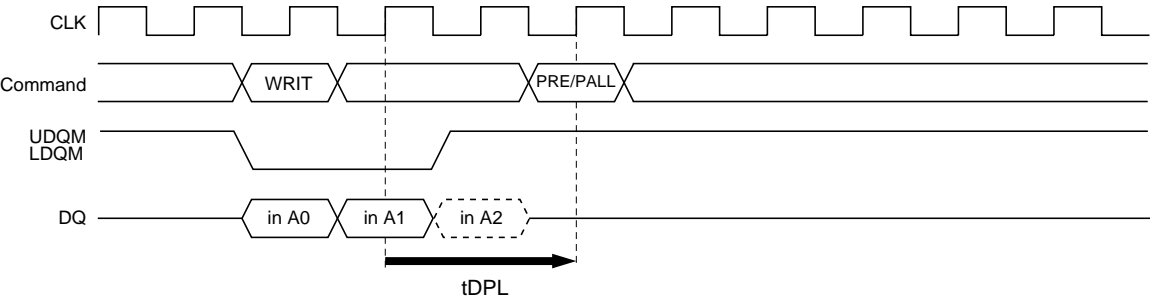 CLK
Command
WRIT
PRE/PALL
UDQM
LDQM
DQ
in A0
in A1
in A2
tDPL